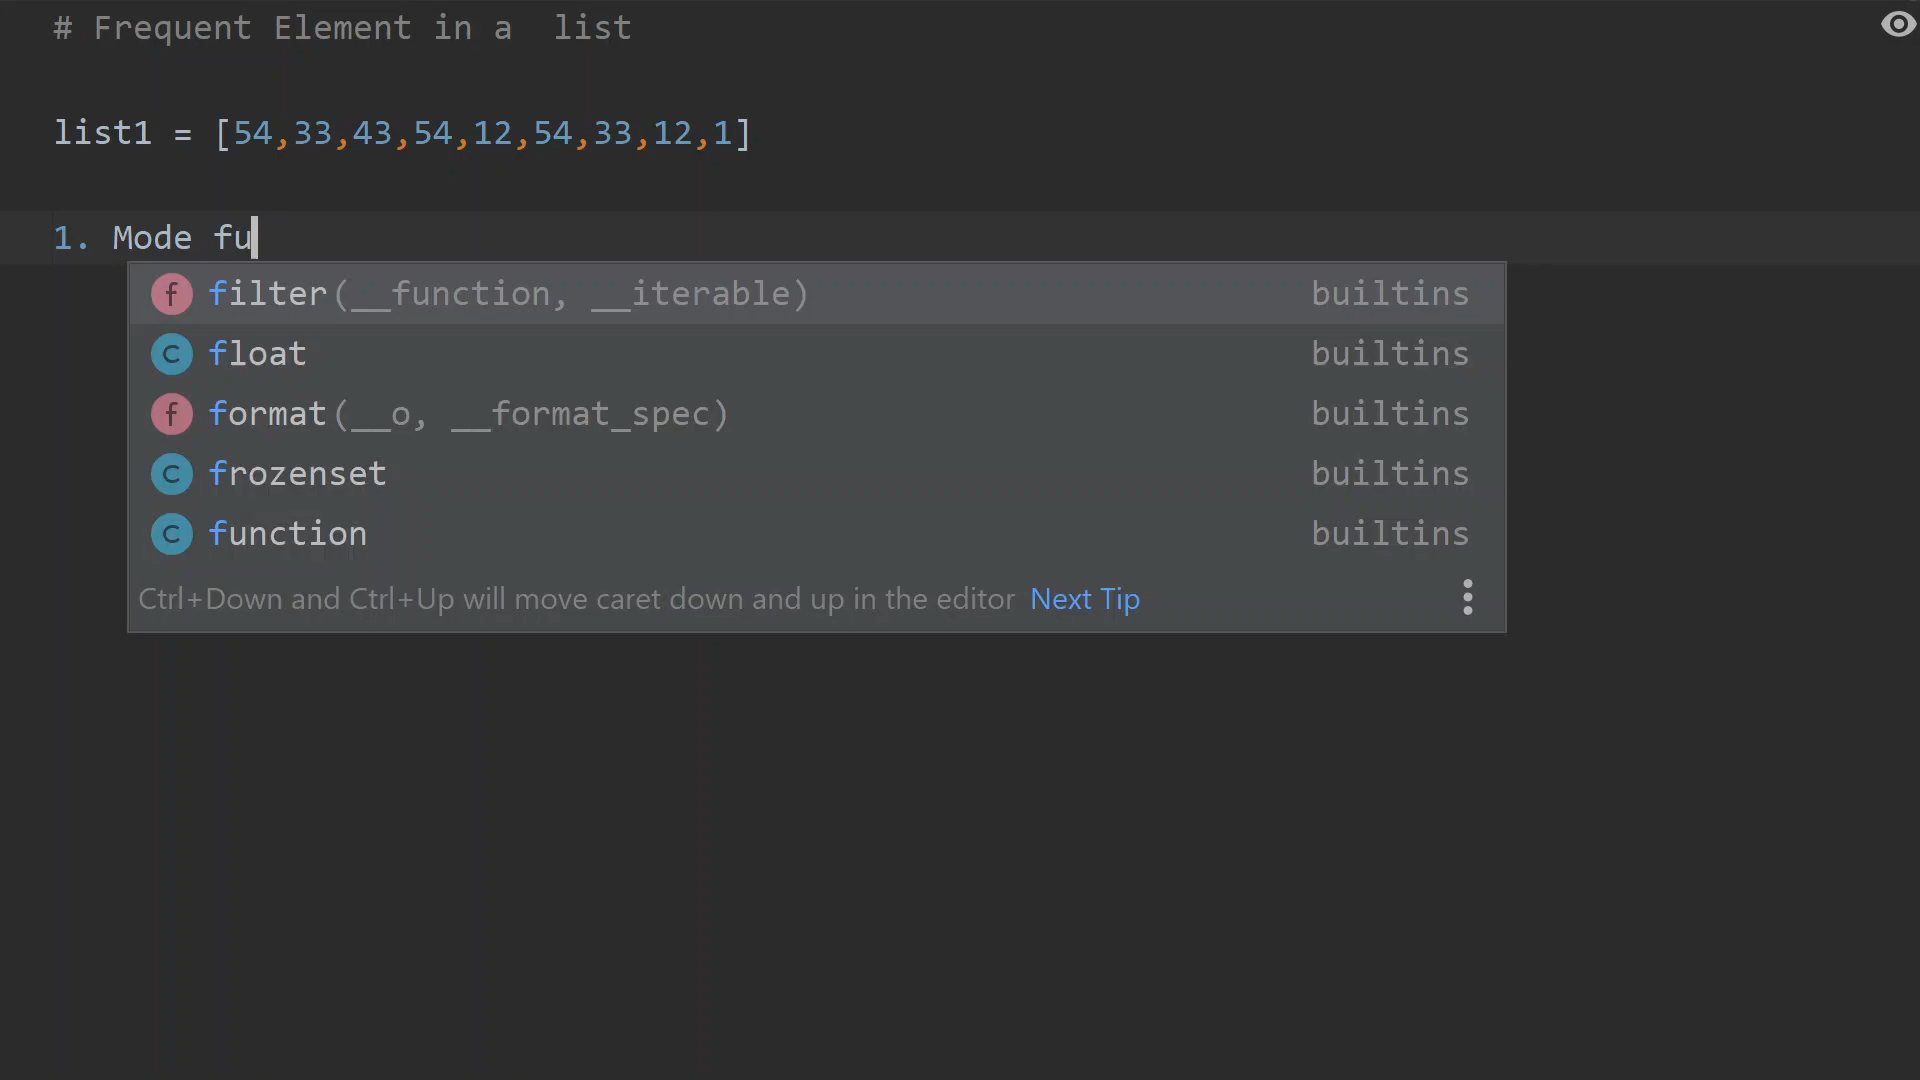 # Frequent Element in a  list
list1 = [54,33,43,54,12,54,33,12,1]
1. Mode fu
f filter(__function, __iterable) builtins
C float builtins
f format(__o, __format_spec) builtins
C frozenset builtins
C function builtins
Ctrl+Down and Ctrl+Up will move caret down and up in the editor Next Tip